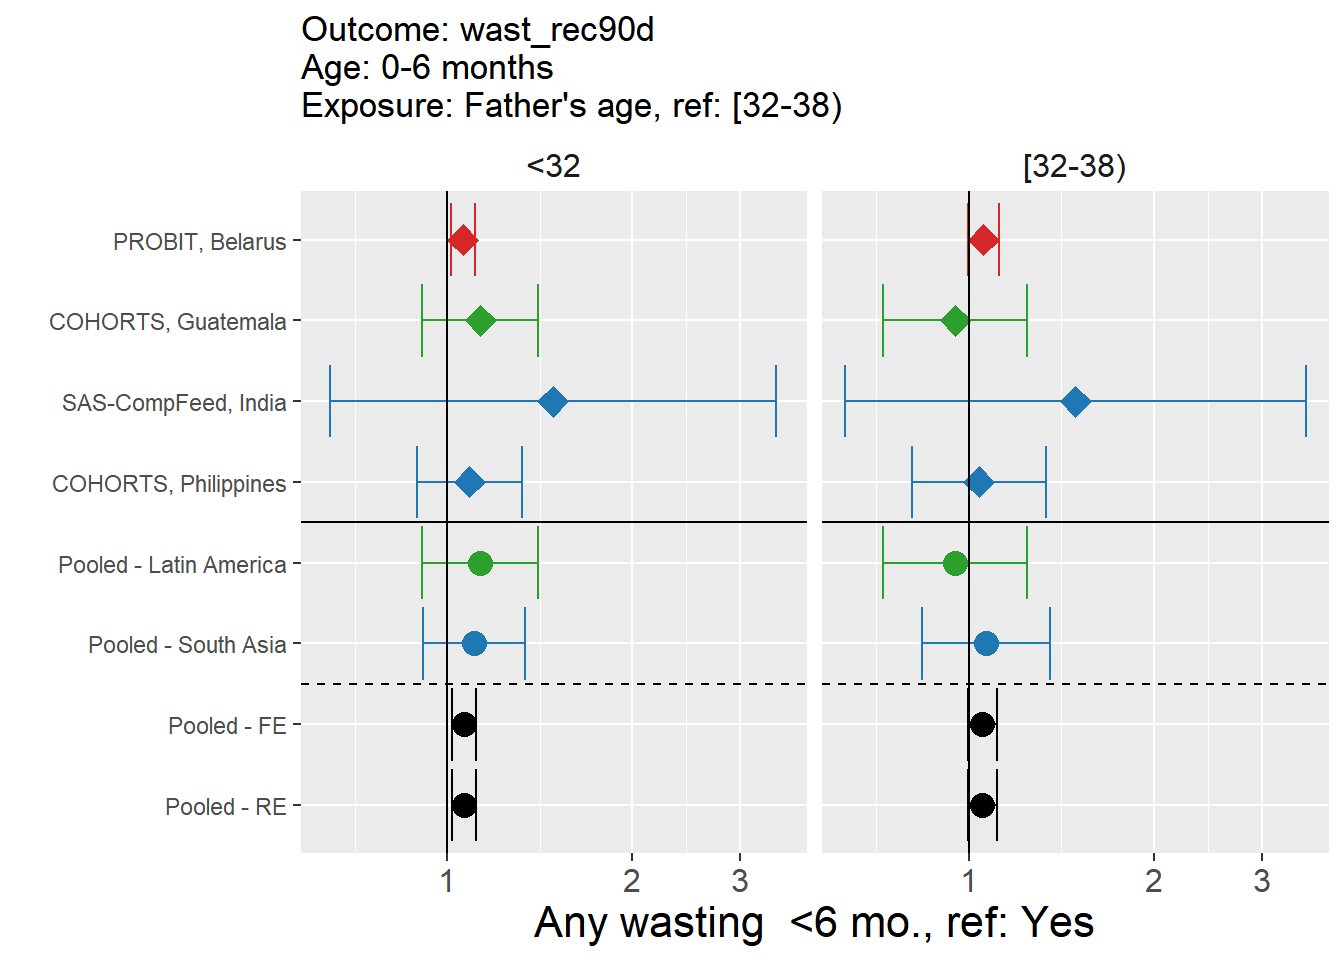 Outcome: wast_rec90d
Age: 0-6 months
Exposure: Father's age, ref: [32-38)
<32 [32-38)
PROBIT, Belarus
COHORTS, Guatemala
SAS-CompFeed, India
COHORTS, Philippines
Pooled - Latin America
Pooled - South Asia
Pooled - FE
Pooled - RE
1 2 3 1 2 3
Any wasting  <6 mo., ref: Yes